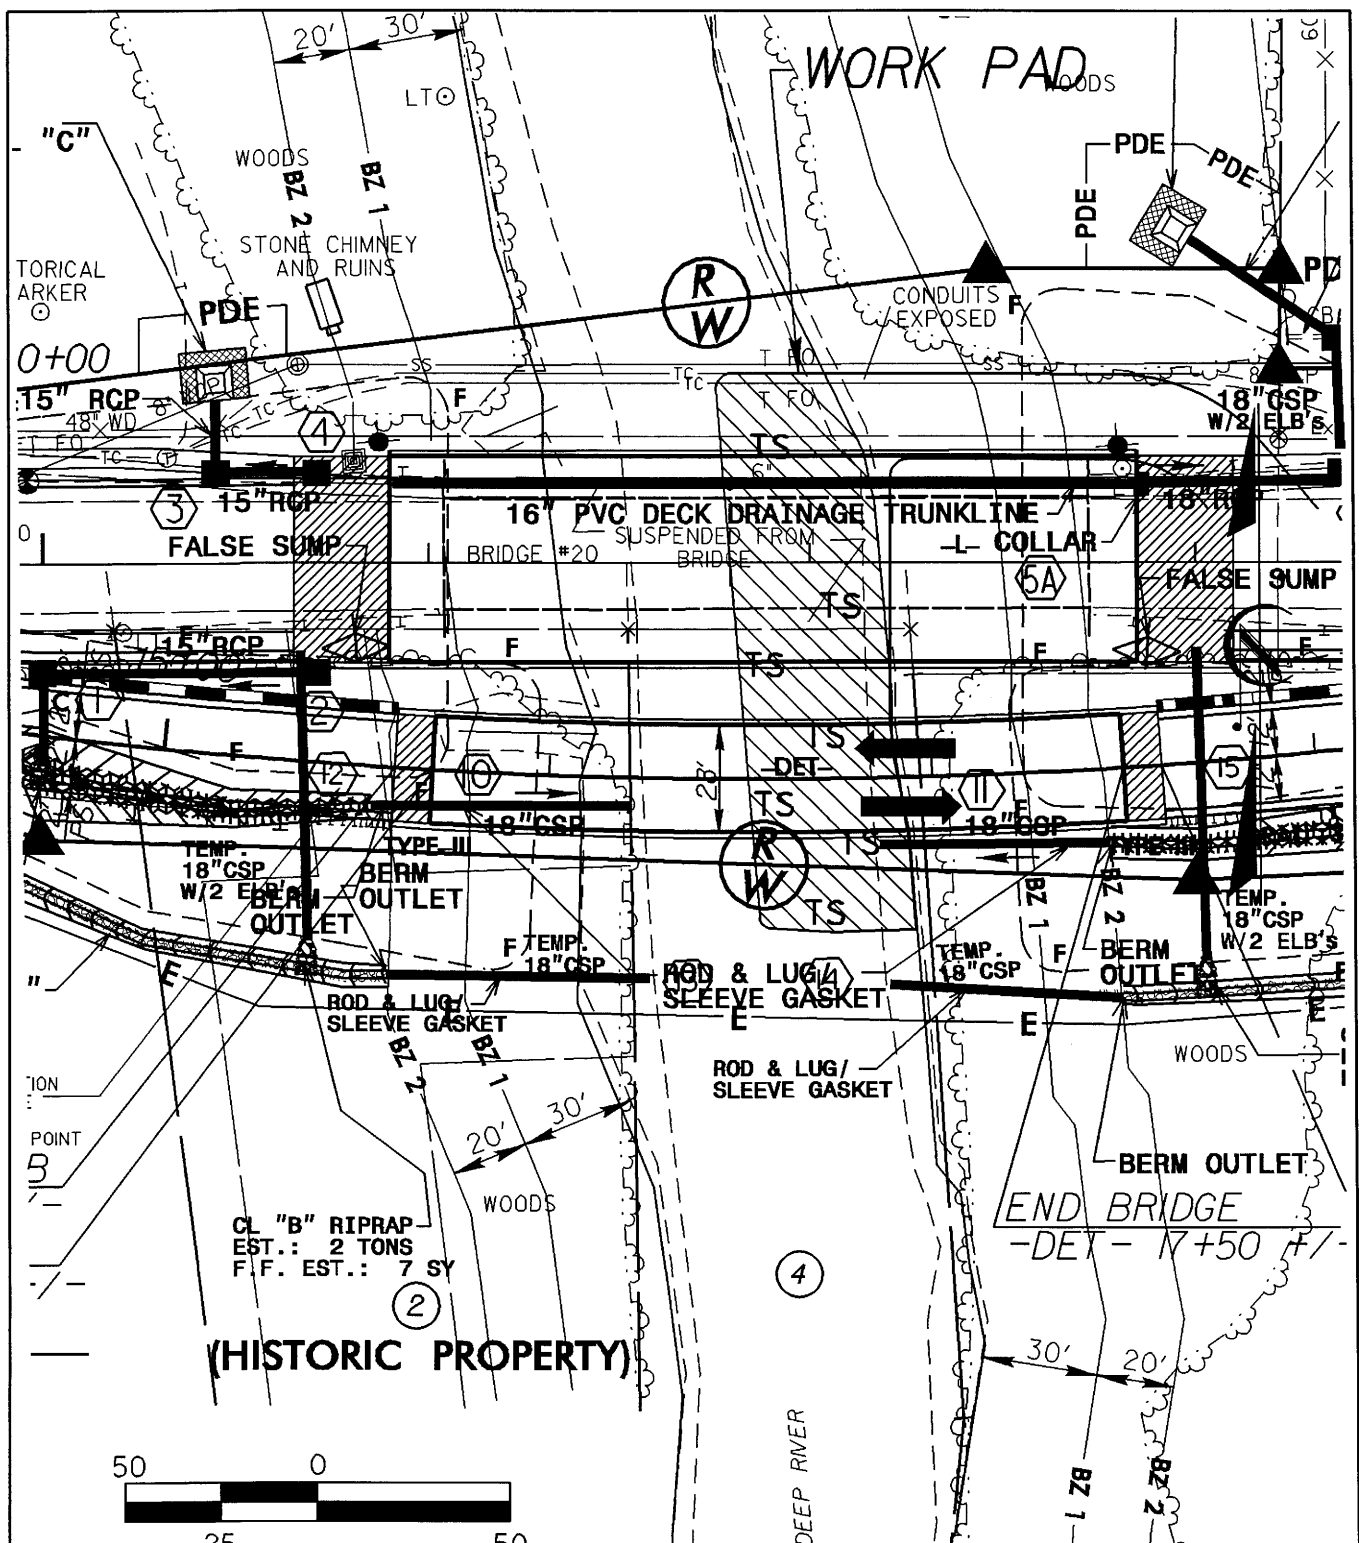 20'
30'
WORK PAD
WOODS
LT
"C"
PDE
PDE
WOODS
BZ 2
BZ 1
PDE
STONE CHIMNEY
AND RUINS
TORICAL
ARKER
R
W
CONDUITS
EXPOSED
F
PDE
0+00
T FO
SS
TC
TC
SS
15" RCP
48" WD
F
T FO
18"CSP
W/2 ELB's
T FO
TC
TC
4
TS
6"
3
15"RCP
16" PVC DECK DRAINAGE TRUNKLINE
SUSPENDED FROM
BRIDGE
-L- COLLAR
FALSE SUMP
BRIDGE #20
5A
FALSE SUMP
TS
15"RCP
F
TS
F
F
C
1
2
F
TS
-DET-
12
10
28'
11
15
F
TS
F
18"CSP
18"CSP
TEMP.
18"CSP
W/2 ELB's
TYPE III
BERM
OUTLET
BERM
OUTLET
R
W
TS
TS
BZ 1
BZ 2
TEMP.
18"CSP
W/2 ELB's
F
TEMP.
18"CSP
TEMP.
18"CSP
F
BERM
OUTLET
E
13
14
ROD & LUG/
SLEEVE GASKET
ROD & LUG/
SLEEVE GASKET
E
E
E
E
BZ 2
BZ 1
ROD & LUG/
SLEEVE GASKET
WOODS
TION
POINT
B
20'
30'
BERM OUTLET
WOODS
END BRIDGE
-DET- 17+50 +/-
CL "B" RIPRAP
EST.: 2 TONS
F.F. EST.: 7 SY
2
4
(HISTORIC PROPERTY)
30'
20'
DEEP RIVER
BZ 1
BZ 2
50
0
25
50